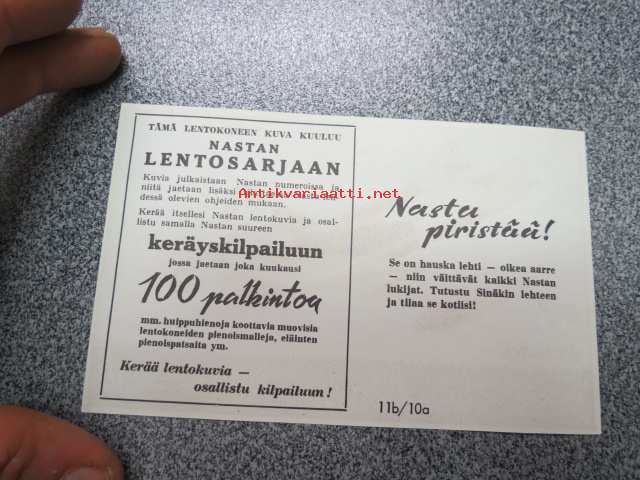 TÄMÄ LENTOKONEEN KUVA KUULUU
NASTAN
LENTOSARJAAN
Kuvia julkaistaan Nastan numeroissa ja
niitä jaetaan lisäksi
dessä olevien ohjeiden mukaan.
Kerää itsellesi Nastan lentokuvia ja osal-
listu samalla Nastan suureen
keräyskilpailuun
jossa jaetaan joka kuukausi
100 palkintoa
mm. huippuhienoja koottavia muovisia
lentokoneiden pienoismalleja, eläinten
pienoispatsaita ym.
Kerää lentokuvia —
osallistu kilpailuun!
Antikvariaatti.net
Nasta
piristää!
Se on hauska lehti — oikea aarre
— niin väittävät kaikki Nastan
lukijat. Tutustu Sinäkin lehteen
ja tilaa se kotiisi!
11b/10a